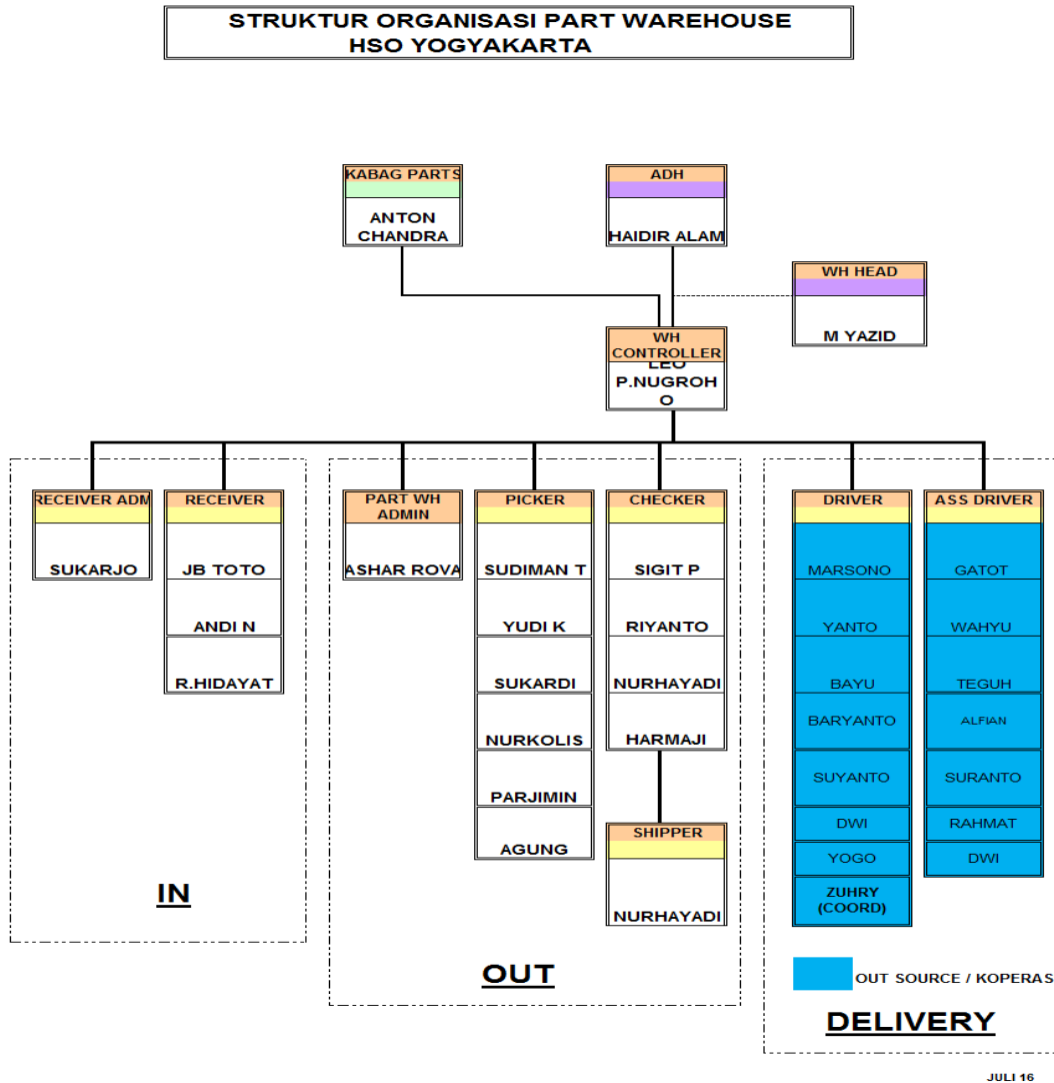 STRUKTUR ORGANISASI PART WAREHOUSE
HSO YOGYAKARTA
KABAG PARTS
ANTON
CHANDRA
ADH
HAIDIR ALAM
WH HEAD
M YAZID
WH
CONTROLLER
LEO
P.NUGROH
O
RECEIVER ADM
SUKARJO
RECEIVER
JB TOTO
ANDI N
R.HIDAYAT
IN
PART WH
ADMIN
ASHAR ROVA
PICKER
SUDIMAN T
YUDI K
SUKARDI
NURKOLIS
PARJIMIN
AGUNG
CHECKER
SIGIT P
RIYANTO
NURHAYADI
HARMAJI
SHIPPER
NURHAYADI
OUT
DRIVER
MARSONO
YANTO
BAYU
BARYANTO
SUYANTO
DWI
YOGO
ZUHRY
(COORD)
ASS DRIVER
GATOT
WAHYU
TEGUH
ALFIAN
SURANTO
RAHMAT
DWI
OUT SOURCE / KOPERAS
DELIVERY
JULI 16